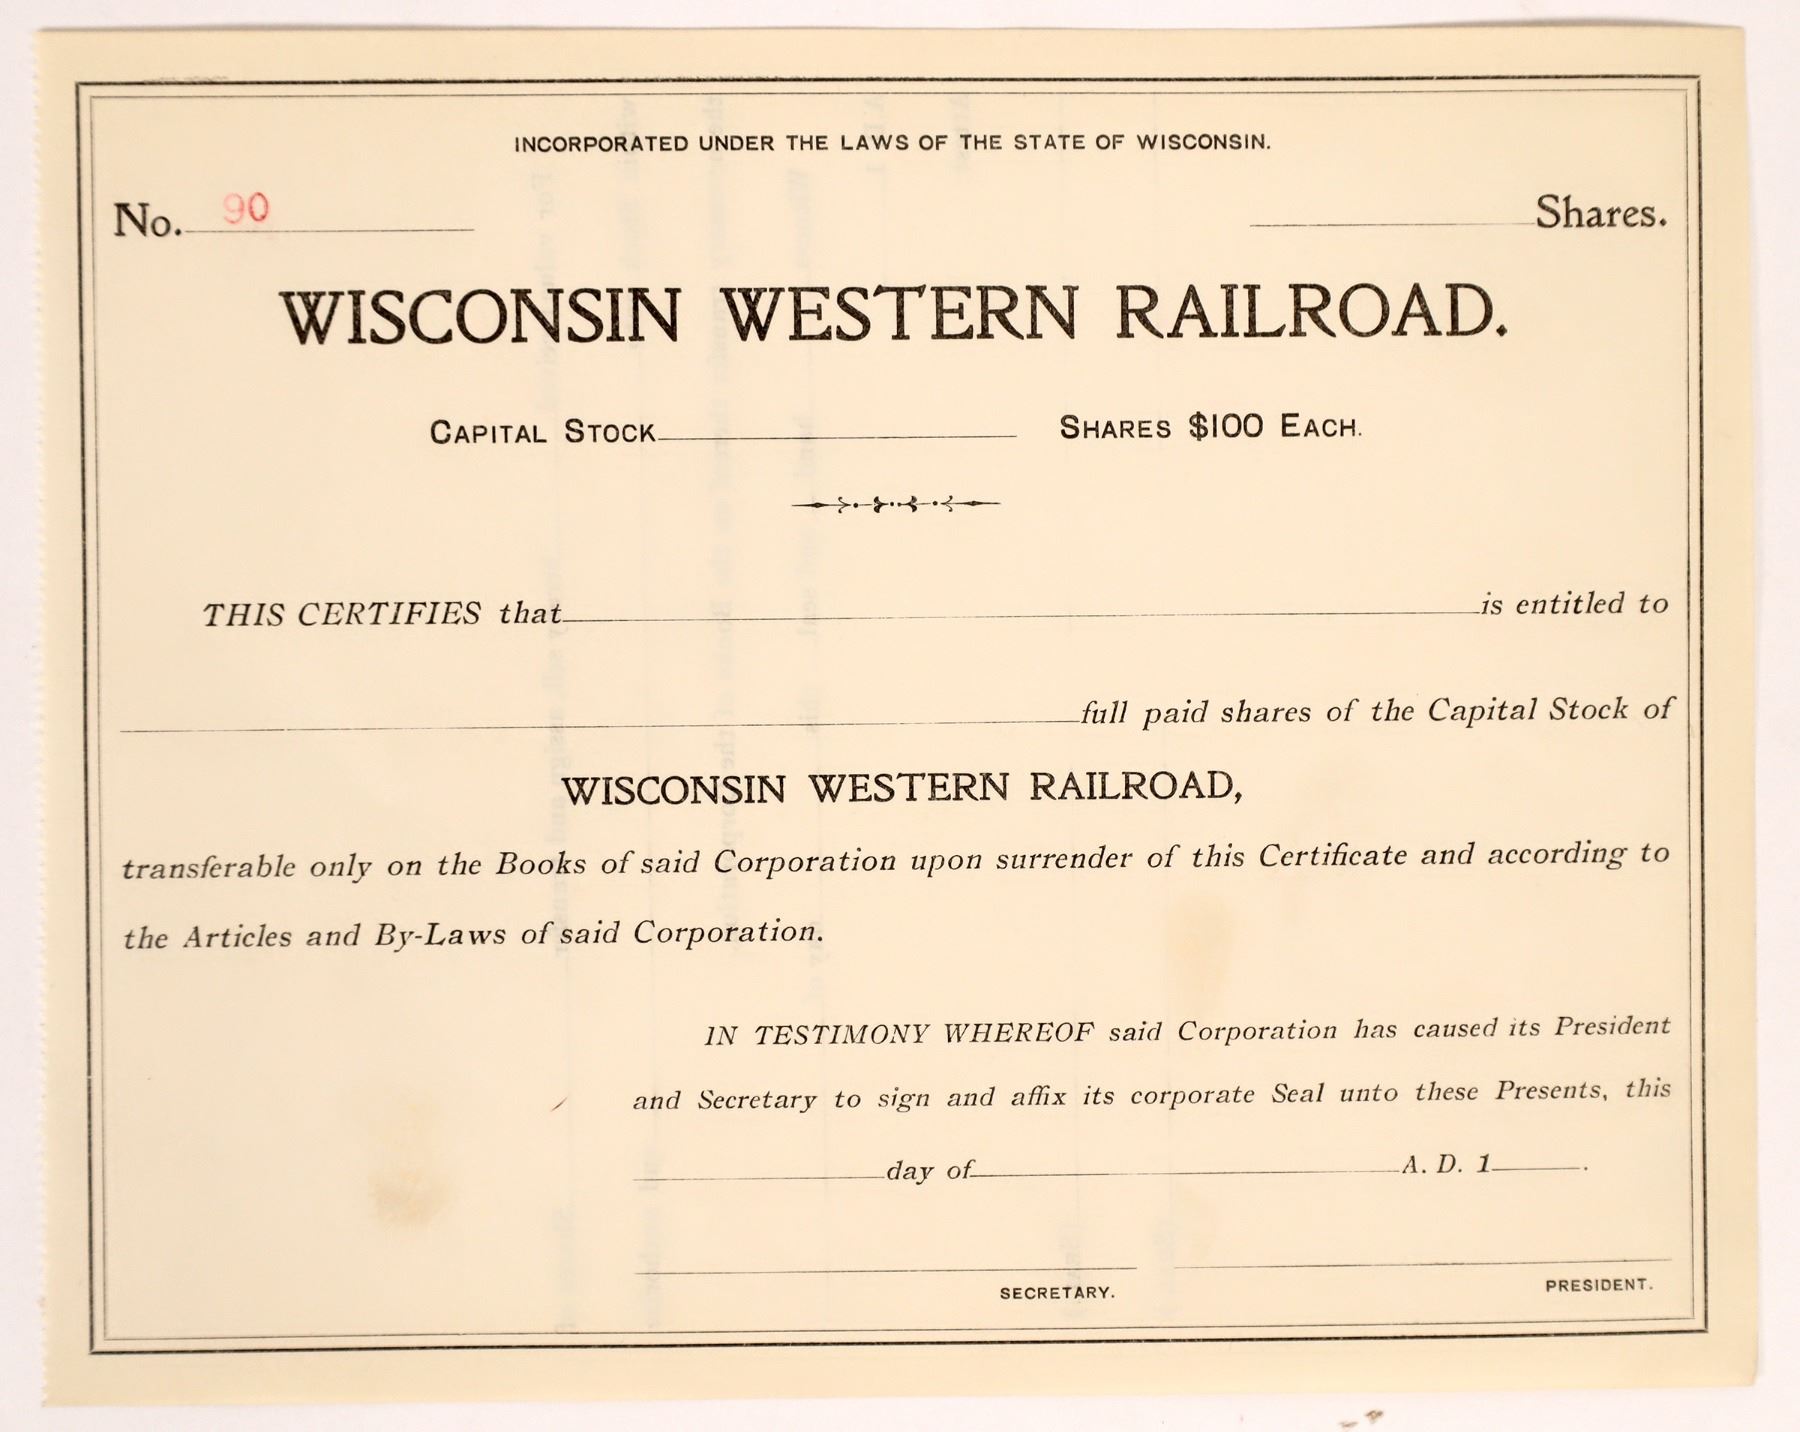 INCORPORATED UNDER THE LAWS OF THE STATE OF WISCONSIN.
No. 90 Shares.
WISCONSIN WESTERN RAILROAD.
CAPITAL STOCK SHARES $100 EACH.
THIS CERTIFIES that is entitled to
full paid shares of the Capital Stock of
WISCONSIN WESTERN RAILROAD,
transferable only on the Books of said Corporation upon surrender of this Certificate and according to
the Articles and By-Laws of said Corporation.
IN TESTIMONY WHEREOF said Corporation has caused its President
and Secretary to sign and affix its corporate Seal unto these Presents, this
day of A. D. 1 .
SECRETARY. PRESIDENT.